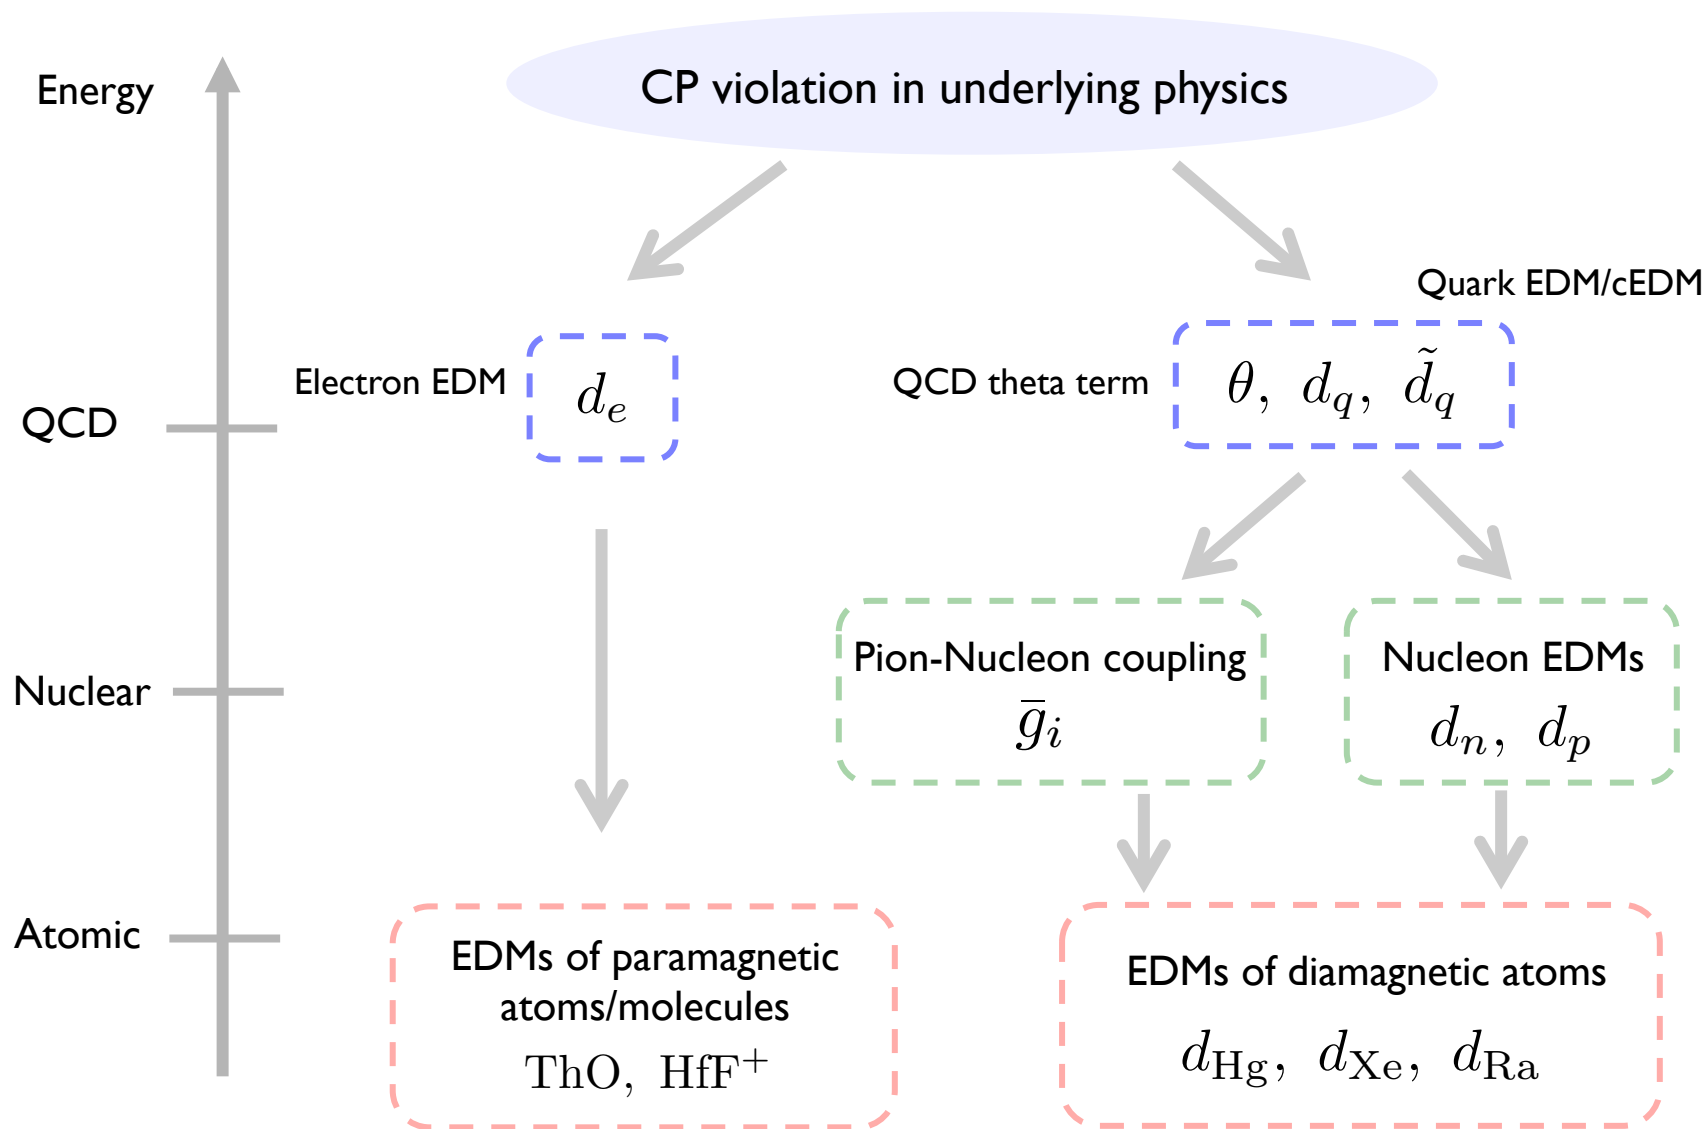 CP violation in underlying physics
Energy
Quark EDM/cEDM
Electron EDM
d_e
QCD theta term
θ, d_q, d̃_q
QCD
Pion-Nucleon coupling
ḡ_i
Nucleon EDMs
d_n, d_p
Nuclear
Atomic
EDMs of paramagnetic
atoms/molecules
ThO, HfF⁺
EDMs of diamagnetic atoms
d_Hg, d_Xe, d_Ra